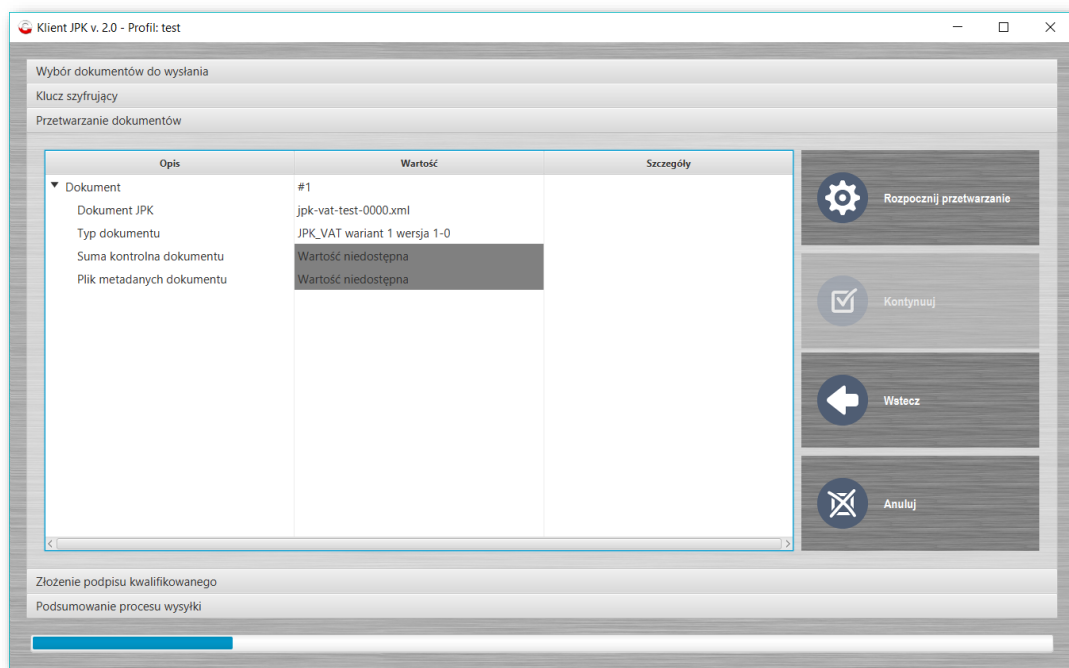 Klient JPK v. 2.0 - Profil: test
Wybór dokumentów do wysłania
Klucz szyfrujący
Przetwarzanie dokumentów
Opis Wartość Szczegóły
Dokument #1
Dokument JPK jpk-vat-test-0000.xml
Typ dokumentu JPK_VAT wariant 1 wersja 1-0
Suma kontrolna dokumentu Wartość niedostępna
Plik metadanych dokumentu Wartość niedostępna
Rozpocznij przetwarzanie
Kontynuuj
Wstecz
Anuluj
Złożenie podpisu kwalifikowanego
Podsumowanie procesu wysyłki